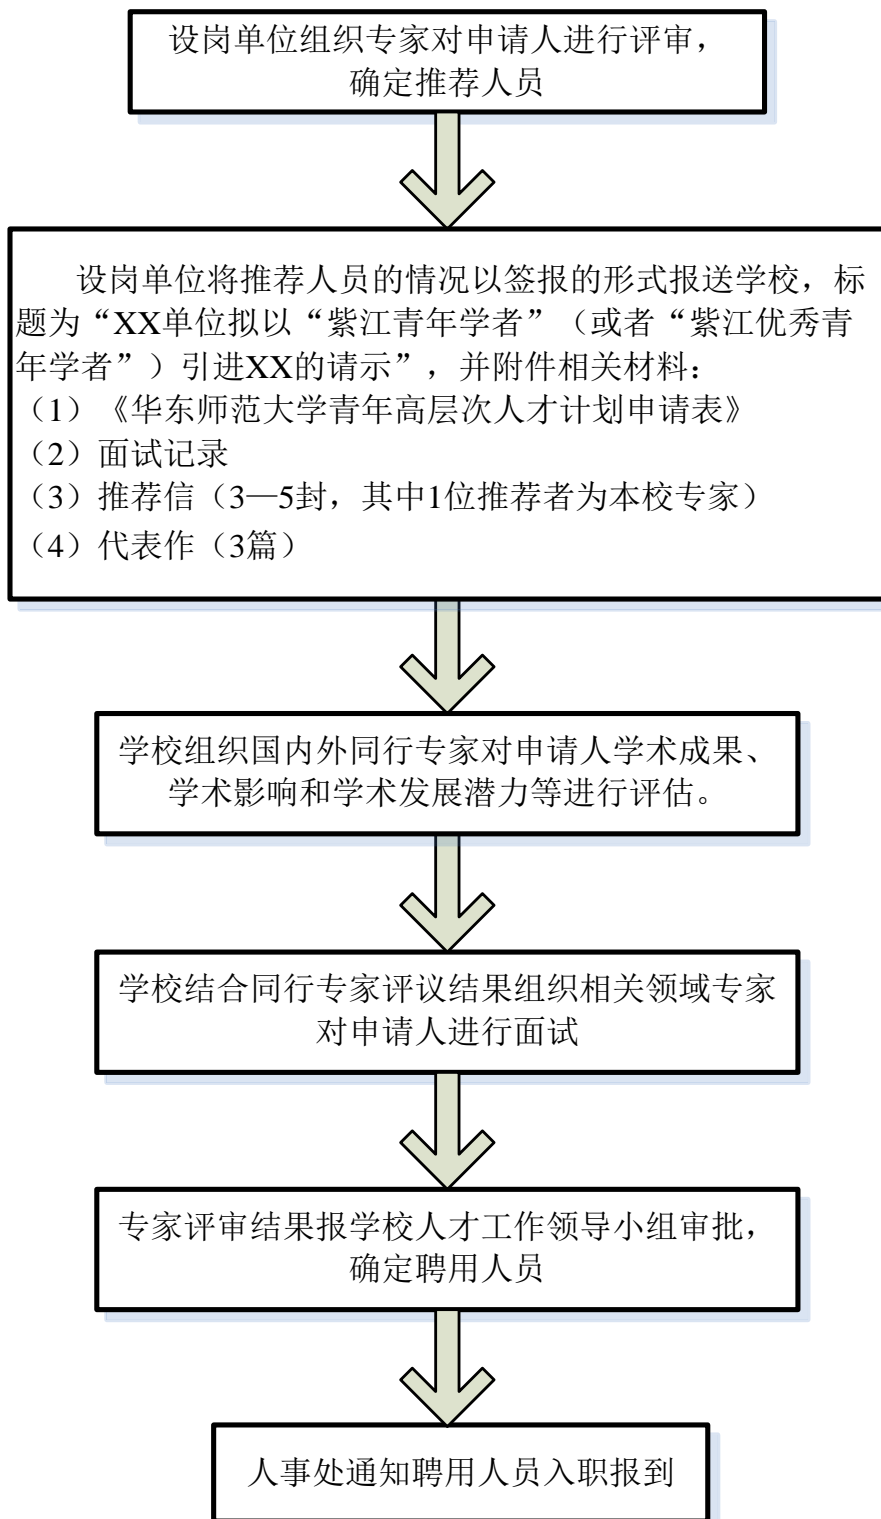 设岗单位组织专家对申请人进行评审，
确定推荐人员
设岗单位将推荐人员的情况以签报的形式报送学校，标
题为“XX单位拟以“紫江青年学者”（或者“紫江优秀青
年学者”）引进XX的请示”，并附件相关材料：
（1）《华东师范大学青年高层次人才计划申请表》
（2）面试记录
（3）推荐信（3—5封，其中1位推荐者为本校专家）
（4）代表作（3篇）
学校组织国内外同行专家对申请人学术成果、
学术影响和学术发展潜力等进行评估。
学校结合同行专家评议结果组织相关领域专家
对申请人进行面试
专家评审结果报学校人才工作领导小组审批，
确定聘用人员
人事处通知聘用人员入职报到